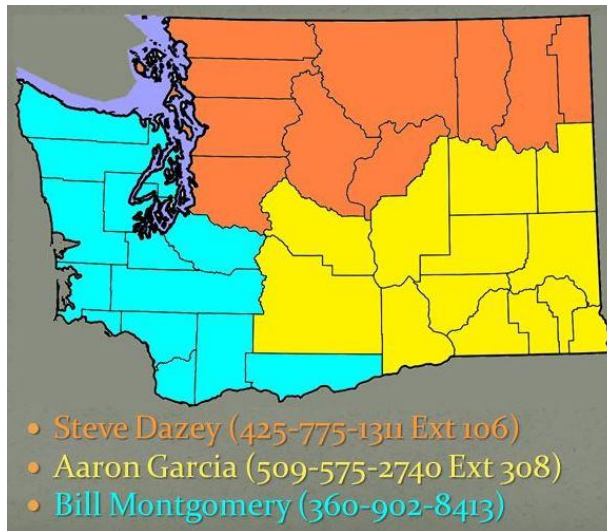 • Steve Dazey (425-775-1311 Ext 106)
• Aaron Garcia (509-575-2740 Ext 308)
• Bill Montgomery (360-902-8413)